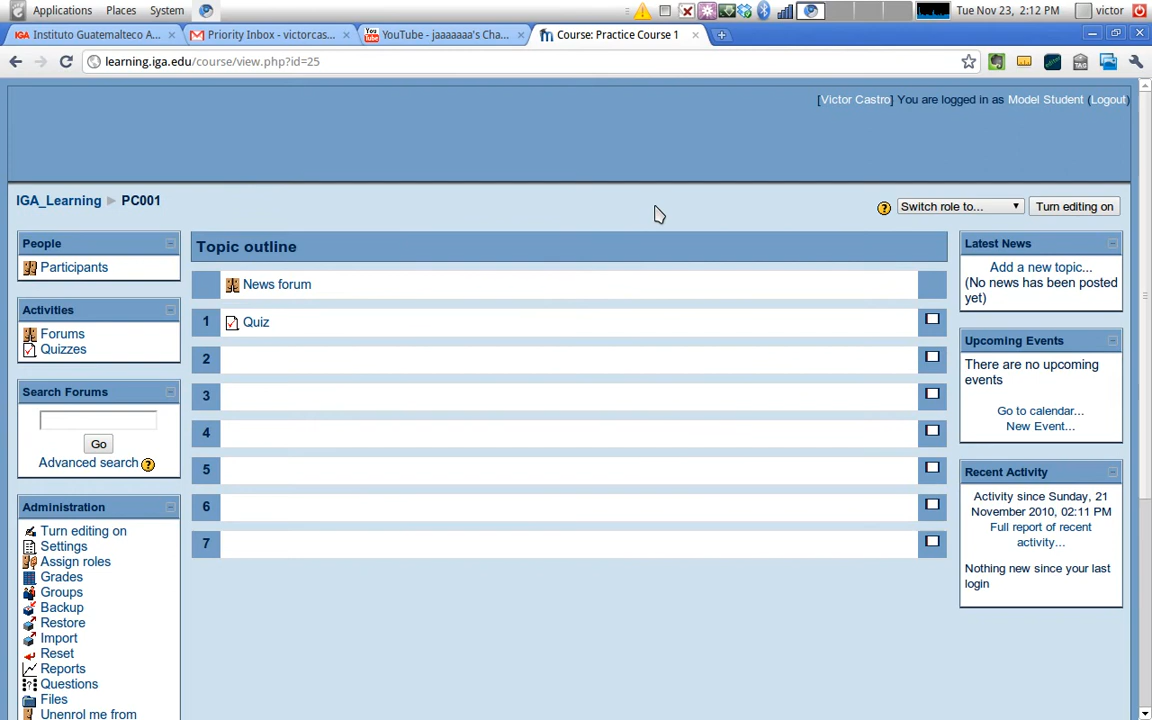 Applications Places System
Tue Nov 23, 2:12 PM victor
Instituto Guatemalteco A...
Priority Inbox - victorcas...
YouTube - jaaaaaaa's Cha...
Course: Practice Course 1
learning.iga.edu/course/view.php?id=25
[Victor Castro] You are logged in as Model Student (Logout)
IGA_Learning ► PC001
Switch role to...
Turn editing on
People
Participants
Activities
Forums
Quizzes
Search Forums
Go
Advanced search
Administration
Turn editing on
Settings
Assign roles
Grades
Groups
Backup
Restore
Import
Reset
Reports
Questions
Files
Unenrol me from
Topic outline
News forum
1 Quiz
2
3
4
5
6
7
Latest News
Add a new topic...
(No news has been posted
yet)
Upcoming Events
There are no upcoming
events
Go to calendar...
New Event...
Recent Activity
Activity since Sunday, 21
November 2010, 02:11 PM
Full report of recent
activity...
Nothing new since your last
login